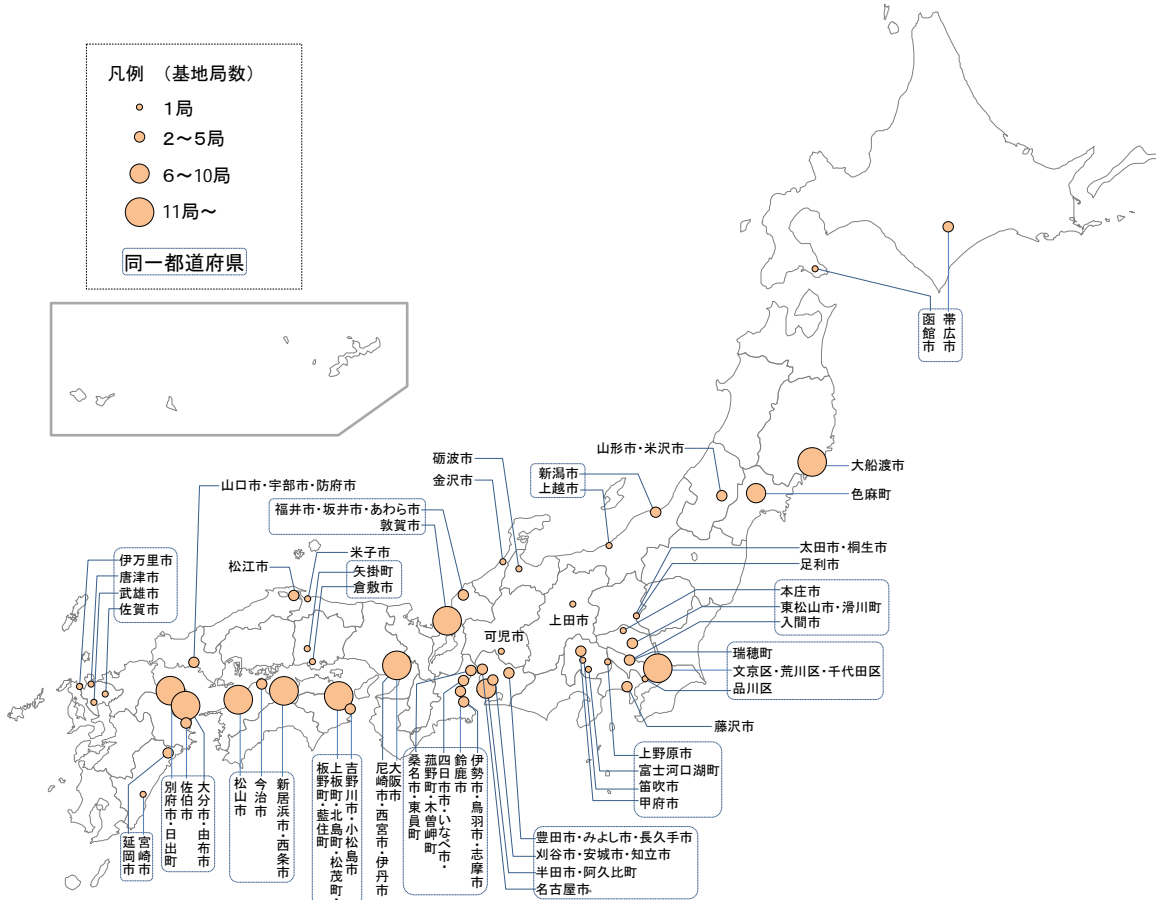 凡例　（基地局数）
1局
2～5局
6～10局
11局～
同一都道府県
函館市
帯広市
砺波市
金沢市
山形市・米沢市
新潟市
上越市
大船渡市
色麻町
山口市・宇部市・防府市
福井市・坂井市・あわら市
敦賀市
伊万里市
唐津市
武雄市
佐賀市
松江市
米子市
矢掛町
倉敷市
可児市
上田市
太田市・桐生市
足利市
本庄市
東松山市・滑川町
入間市
瑞穂町
文京区・荒川区・千代田区
品川区
藤沢市
上野原市
富士河口湖町
笛吹市
甲府市
豊田市・みよし市・長久手市
刈谷市・安城市・知立市
半田市・阿久比町
名古屋市
延岡市
宮崎市
別府市・日出町
佐伯市
大分市・由布市
松山市
今治市
新居浜市・西条市
板野町・藍住町
上板町・北島町・松茂町・
吉野川市・小松島市
尼崎市・西宮市・伊丹市
大阪市
桑名市・東員町
菰野町・木曽岬町
四日市市・いなべ市・
鈴鹿市
伊勢市・鳥羽市・志摩市